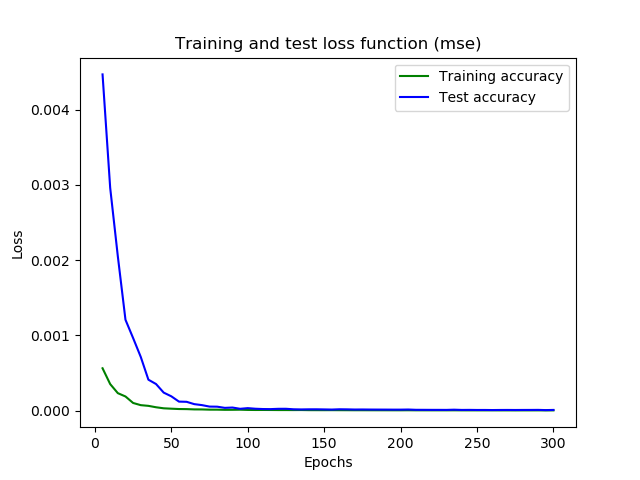 Training and test loss function (mse)
Training accuracy
Test accuracy
0.004
0.003
0.002
0.001
0.000
Loss
0
50
100
150
200
250
300
Epochs